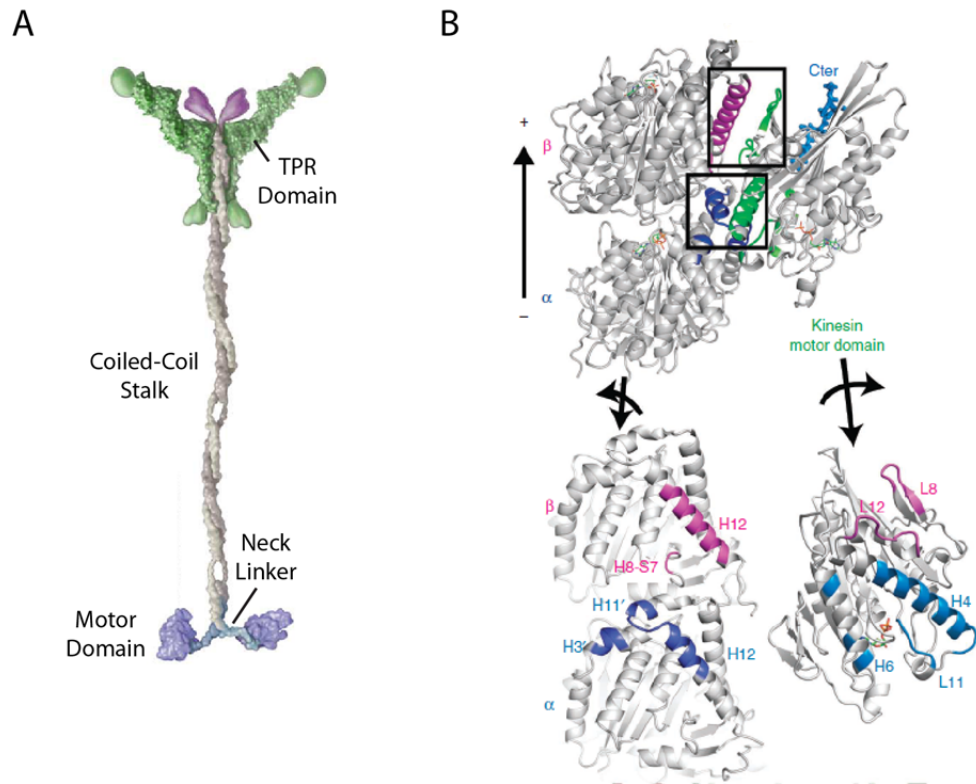 A
TPR
Domain
Coiled-Coil
Stalk
Neck
Linker
Motor
Domain
B
Cter
+
β
α
−
Kinesin
motor domain
β
H12
H8-S7
H11′
H3′
H12
α
L8
L12
H4
H6
L11